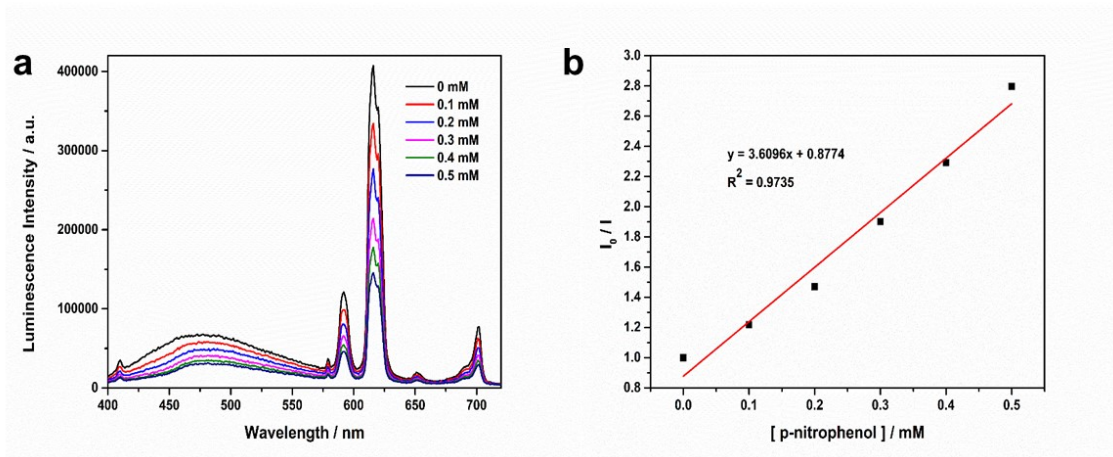 a
400000
300000
200000
100000
0
400
450
500
550
600
650
700
Luminescence Intensity / a.u.
Wavelength / nm
0 mM
0.1 mM
0.2 mM
0.3 mM
0.4 mM
0.5 mM
b
3.0
2.8
2.6
2.4
2.2
2.0
1.8
1.6
1.4
1.2
1.0
0.8
0.0
0.1
0.2
0.3
0.4
0.5
I₀ / I
[ p-nitrophenol ] / mM
y = 3.6096x + 0.8774
R² = 0.9735